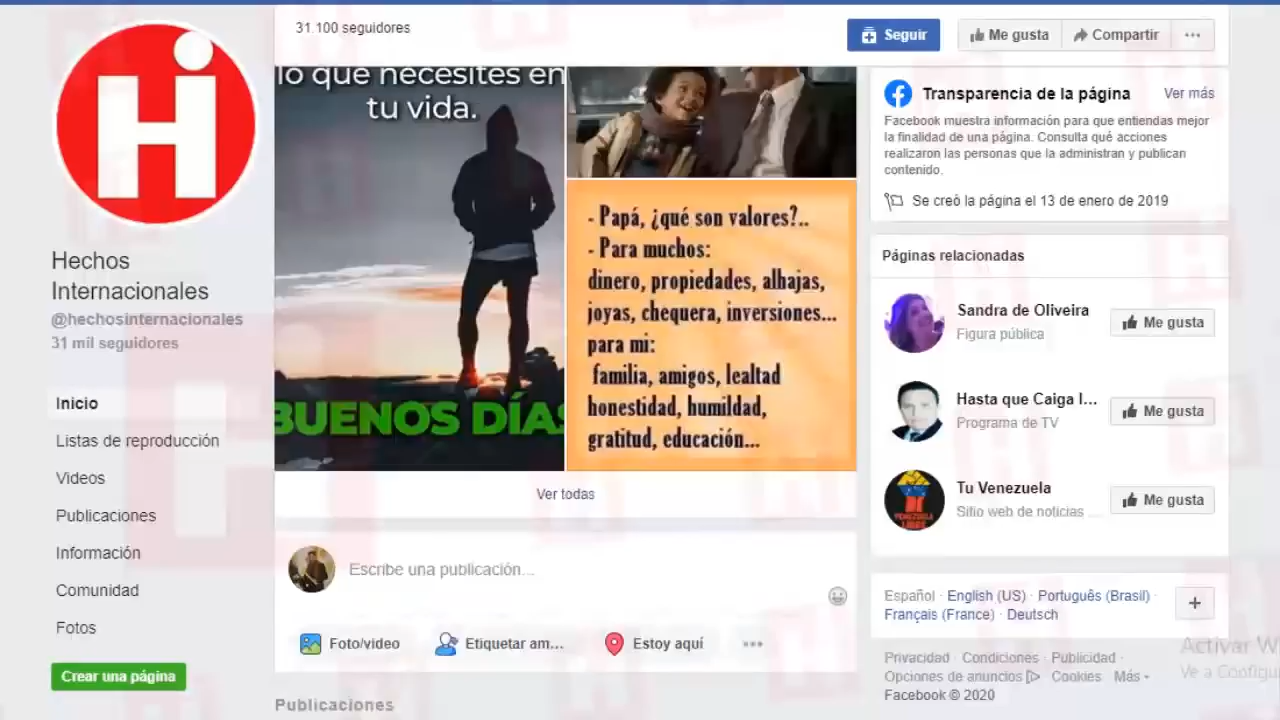 31.100 seguidores
Seguir
Me gusta
Compartir
Hi
Hechos
Internacionales
@hechosinternacionales
31 mil seguidores
Inicio
Listas de reproducción
Videos
Publicaciones
Información
Comunidad
Fotos
Crear una página
lo que necesites en
tu vida.
BUENOS DÍAS
- Papá, ¿qué son valores?..
- Para muchos:
dinero, propiedades, alhajas,
joyas, chequera, inversiones...
para mi:
familia, amigos, lealtad
honestidad, humildad,
gratitud, educación...
Ver todas
Escribe una publicación...
Foto/video
Etiquetar am...
Estoy aquí
Publicaciones
Transparencia de la página
Ver más
Facebook muestra información para que entiendas mejor
la finalidad de una página. Consulta qué acciones
realizaron las personas que la administran y publican
contenido.
Se creó la página el 13 de enero de 2019
Páginas relacionadas
Sandra de Oliveira
Figura pública
Me gusta
Hasta que Caiga l...
Programa de TV
Me gusta
Tu Venezuela
Sitio web de noticias ...
Me gusta
VENEZUELA
LIBRE
Español · English (US) · Português (Brasil) ·
Français (France) · Deutsch
Privacidad · Condiciones · Publicidad ·
Opciones de anuncios · Cookies · Más
Facebook © 2020
Activar W
Ve a Configu